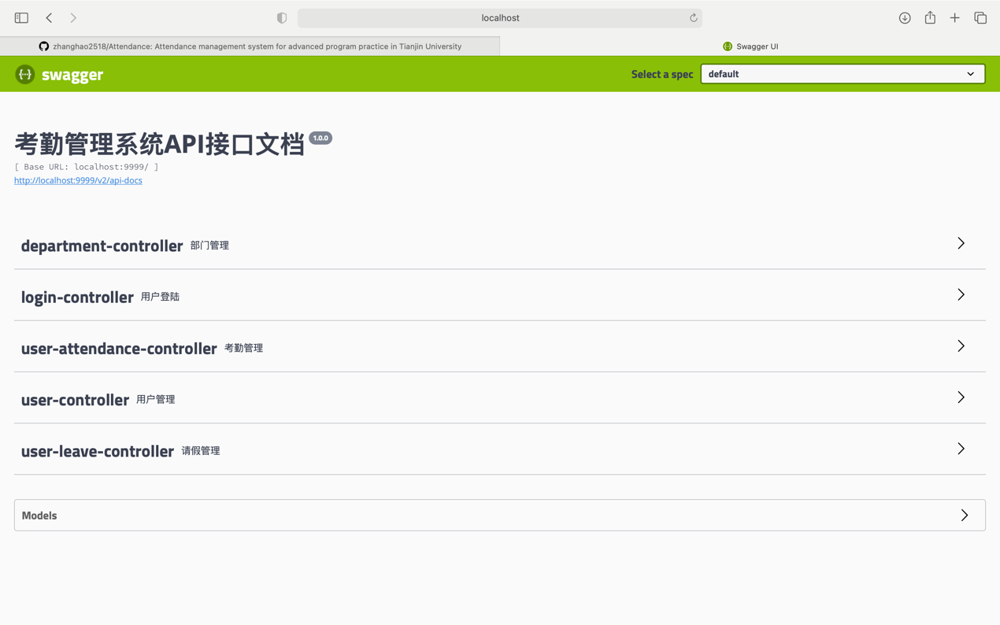 localhost
zhanghao2518/Attendance: Attendance management system for advanced program practice in Tianjin University
Swagger UI
swagger
Select a spec
default
考勤管理系统API接口文档 1.0.0
[ Base URL: localhost:9999/ ]
http://localhost:9999/v2/api-docs
department-controller 部门管理
login-controller 用户登陆
user-attendance-controller 考勤管理
user-controller 用户管理
user-leave-controller 请假管理
Models